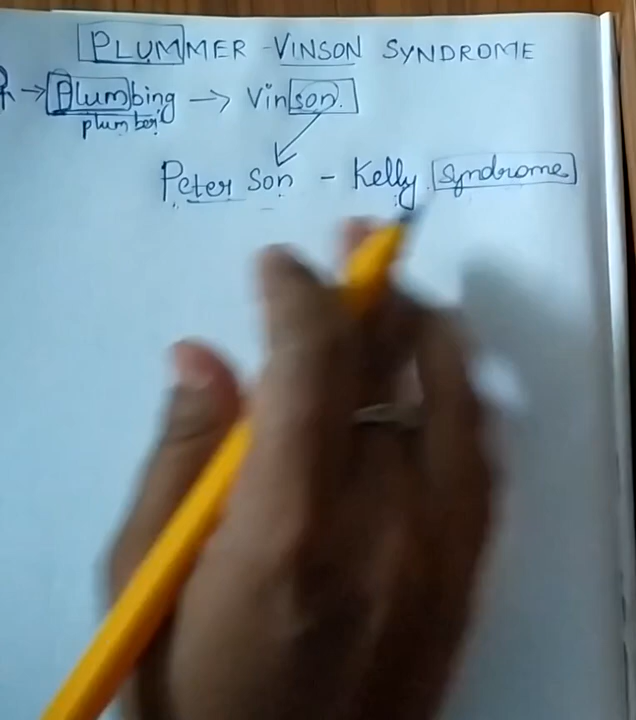 PLUMMER - VINSON SYNDROME
→ Plumbing → Vinson.
plumber
Peter Son - Kelly Syndrome